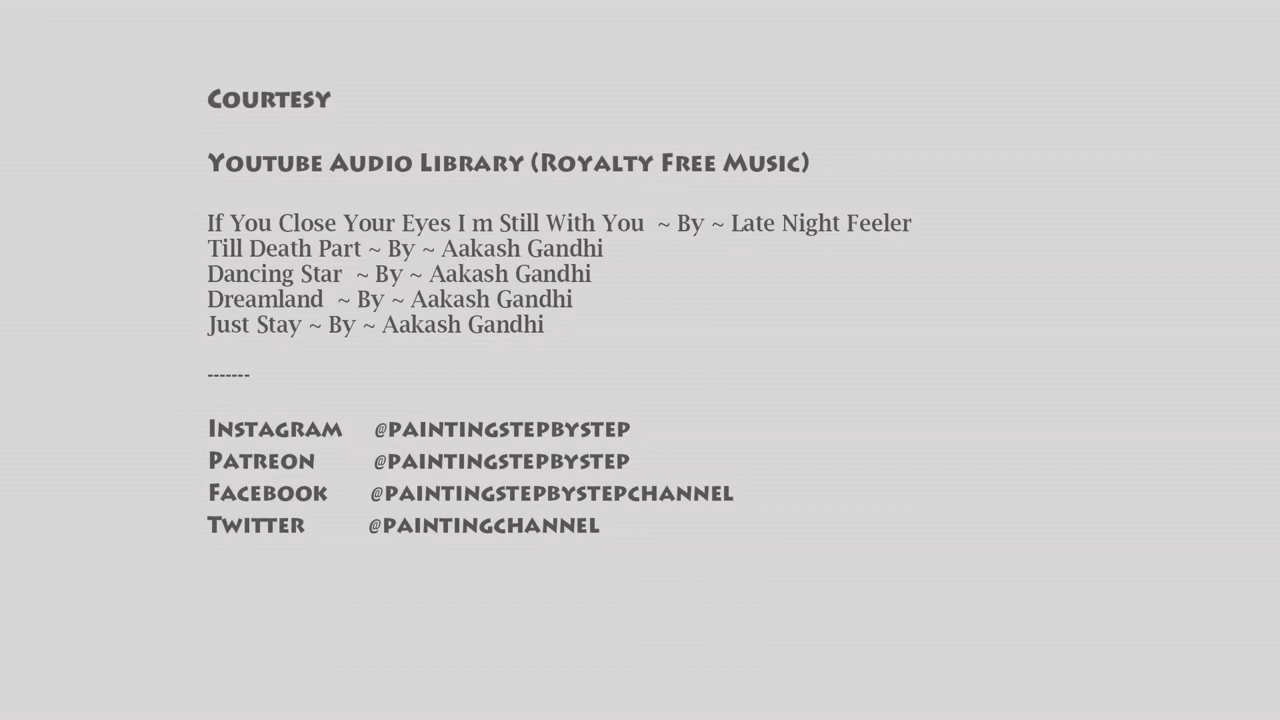 Courtesy
Youtube Audio Library (Royalty Free Music)
If You Close Your Eyes I m Still With You ~ By ~ Late Night Feeler
Till Death Part ~ By ~ Aakash Gandhi
Dancing Star ~ By ~ Aakash Gandhi
Dreamland ~ By ~ Aakash Gandhi
Just Stay ~ By ~ Aakash Gandhi
-------
Instagram @paintingstepbystep
Patreon @paintingstepbystep
Facebook @paintingstepbystepchannel
Twitter @paintingchannel